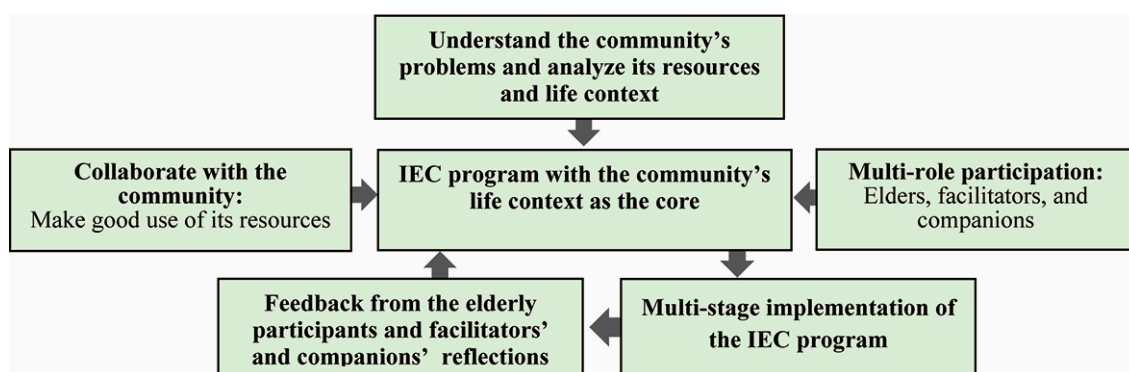 Understand the community’s
problems and analyze its resources
and life context
Collaborate with the
community:
Make good use of its resources
IEC program with the community’s
life context as the core
Multi-role participation:
Elders, facilitators, and
companions
Feedback from the elderly
participants and facilitators’
and companions’ reflections
Multi-stage implementation of
the IEC program